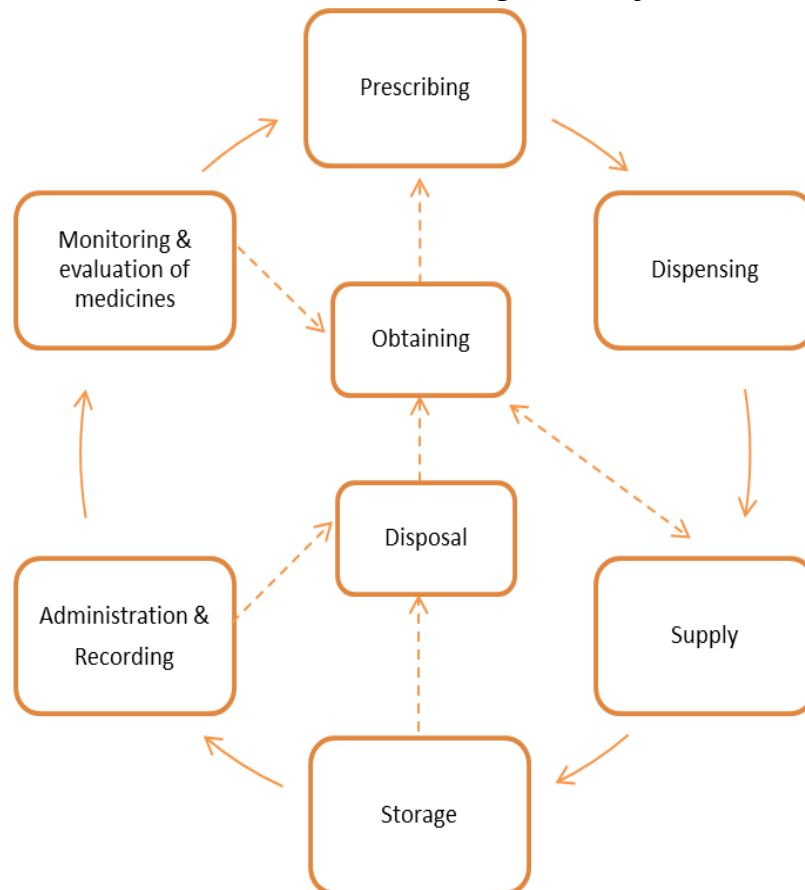 Prescribing
Monitoring &
evaluation of
medicines
Dispensing
Obtaining
Disposal
Administration &
Recording
Supply
Storage